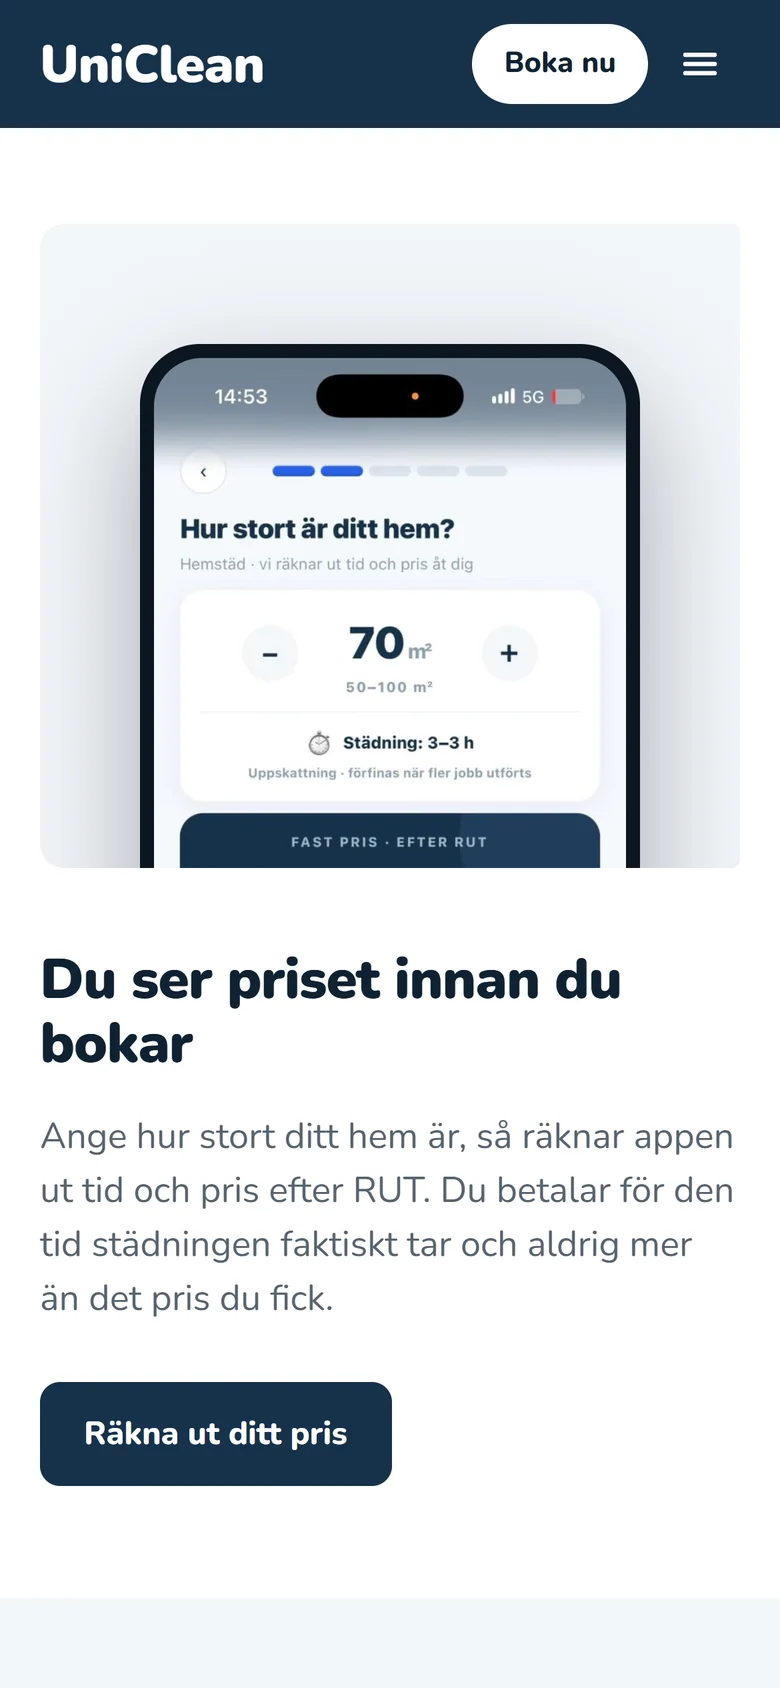 UniClean
Boka nu
14:53
5G
Hur stort är ditt hem?
Hemstäd · vi räknar ut tid och pris åt dig
− 70 m² +
50–100 m²
Städning: 3–3 h
Uppskattning · förfinas när fler jobb utförts
FAST PRIS · EFTER RUT
Du ser priset innan du
bokar
Ange hur stort ditt hem är, så räknar appen
ut tid och pris efter RUT. Du betalar för den
tid städningen faktiskt tar och aldrig mer
än det pris du fick.
Räkna ut ditt pris